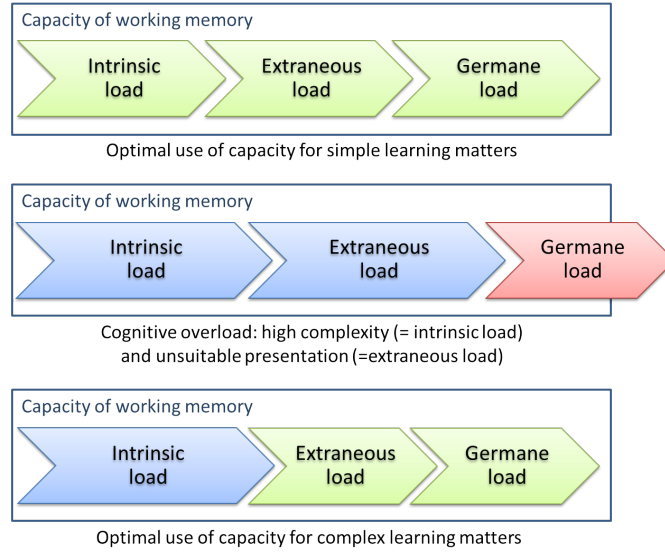 Capacity of working memory
Intrinsic
load
Extraneous
load
Germane
load
Optimal use of capacity for simple learning matters
Capacity of working memory
Intrinsic
load
Extraneous
load
Germane
load
Cognitive overload: high complexity (= intrinsic load)
and unsuitable presentation (=extraneous load)
Capacity of working memory
Intrinsic
load
Extraneous
load
Germane
load
Optimal use of capacity for complex learning matters